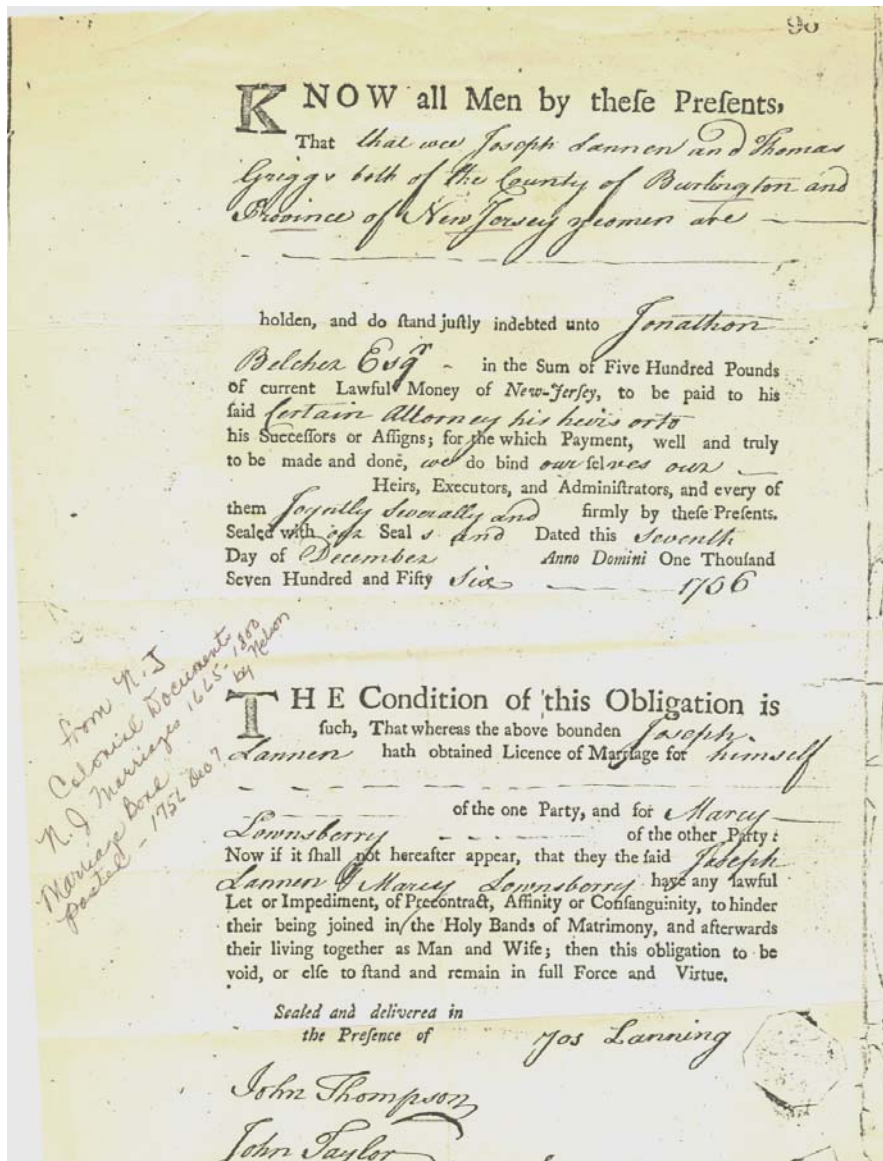 90
KNOW all Men by theſe Preſents,
That that wee Joseph Lannen and Thomas
Griggs both of the County of Burlington and
Province of New Jersey yeomen are
holden, and do ſtand juſtly indebted unto Jonathon
Belcher Esqr in the Sum of Five Hundred Pounds
of current Lawful Money of New-Jerſey, to be paid to his
ſaid Certain Attorney his heirs or to
his Succeſſors or Aſſigns; for the which Payment, well and truly
to be made and done, we do bind our ſelves our
Heirs, Executors, and Adminiſtrators, and every of
them Joyntly Severally and firmly by theſe Preſents.
Sealed with our Seal s and Dated this Seventh
Day of December Anno Domini One Thouſand
Seven Hundred and Fifty Six 1756
from N. J
Colonial Documents
N. J Marriages 1665-1800
by Nelson
Marriage Bond
Posted - 1756 Dec 7
THE Condition of this Obligation is
ſuch, That whereas the above bounden Joseph
Lannen hath obtained Licence of Marriage for himself
of the one Party, and for Marcy
Lownsberry of the other Party:
Now if it ſhall not hereafter appear, that they the ſaid Joseph
Lannen & Marcy Lownsberry have any lawful
Let or Impediment, of Precontract, Affinity or Conſanguinity, to hinder
their being joined in the Holy Bands of Matrimony, and afterwards
their living together as Man and Wife; then this obligation to be
void, or elſe to ſtand and remain in full Force and Virtue.
Sealed and delivered in
the Preſence of Jos Lanning
John Thompson
John Taylor